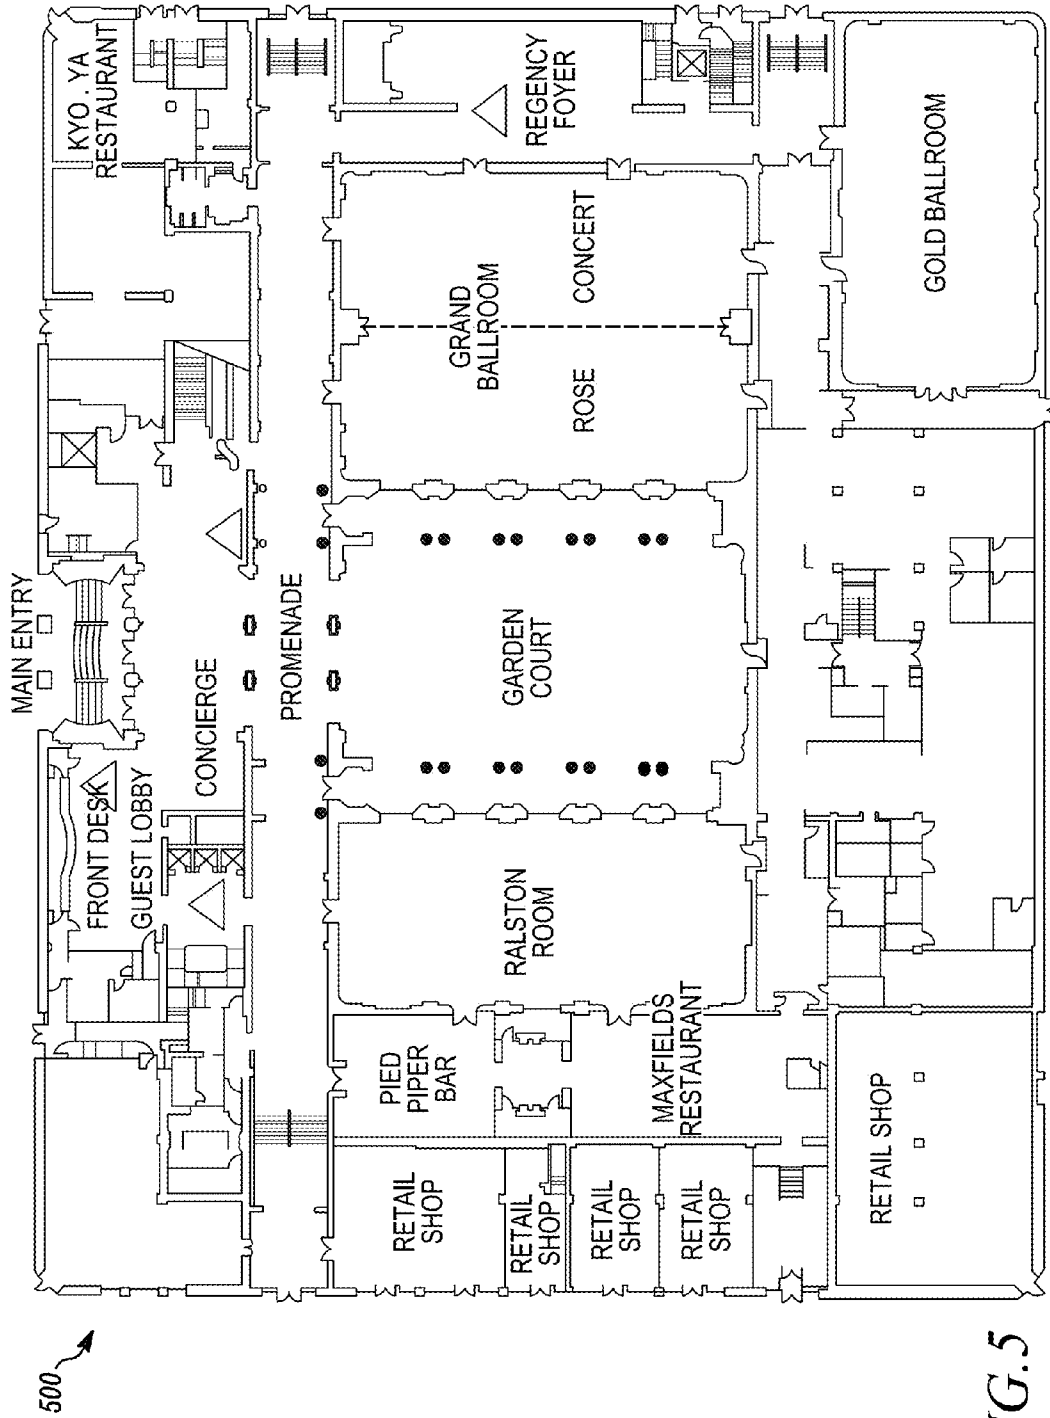 MAIN ENTRY
KYO . YA
RESTAURANT
FRONT DESK
GUEST LOBBY
CONCIERGE
PROMENADE
REGENCY
FOYER
GRAND
BALLROOM
ROSE
CONCERT
GOLD BALLROOM
GARDEN
COURT
RALSTON
ROOM
PIED
PIPER
BAR
MAXFIELDS
RESTAURANT
RETAIL
SHOP
RETAIL
SHOP
RETAIL
SHOP
RETAIL
SHOP
RETAIL SHOP
500
IG. 5